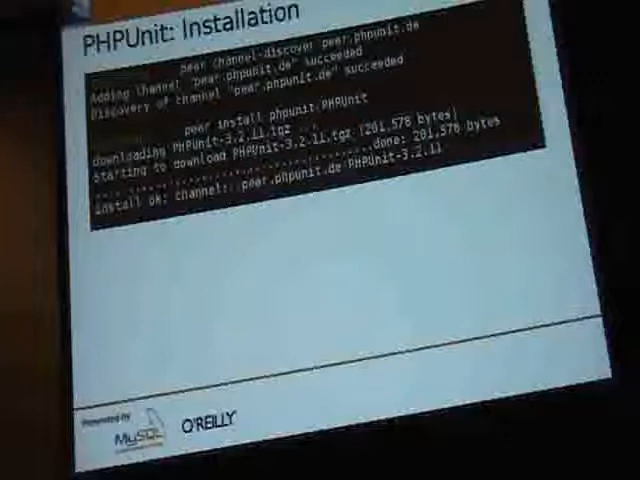 PHPUnit: Installation
pear channel-discover pear.phpunit.de
Adding Channel "pear.phpunit.de" succeeded
Discovery of channel "pear.phpunit.de" succeeded
pear install phpunit/PHPUnit
downloading PHPUnit-3.2.11.tgz ...
Starting to download PHPUnit-3.2.11.tgz (201,578 bytes)
...done: 201,578 bytes
install ok: channel: pear.phpunit.de PHPUnit-3.2.11
Presented by
MySQL
O'REILLY